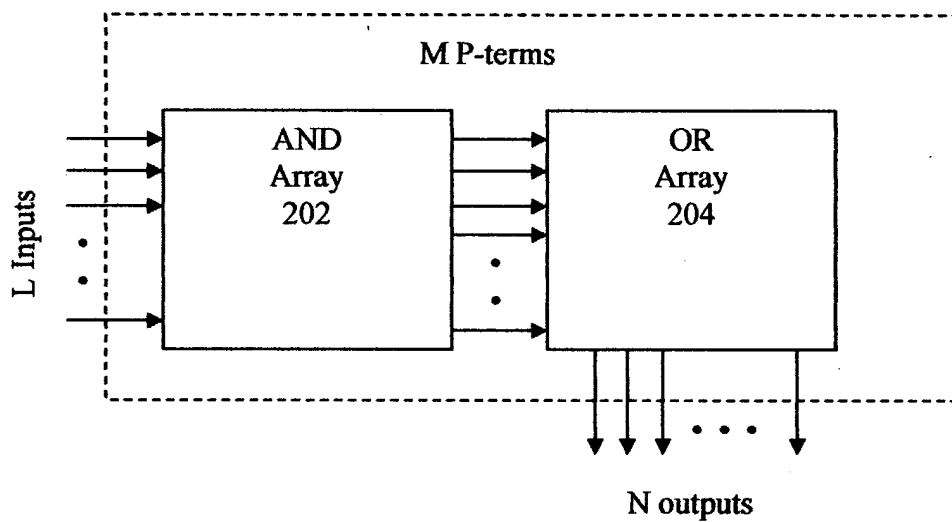 M P-terms
AND
Array
202
OR
Array
204
L Inputs
N outputs